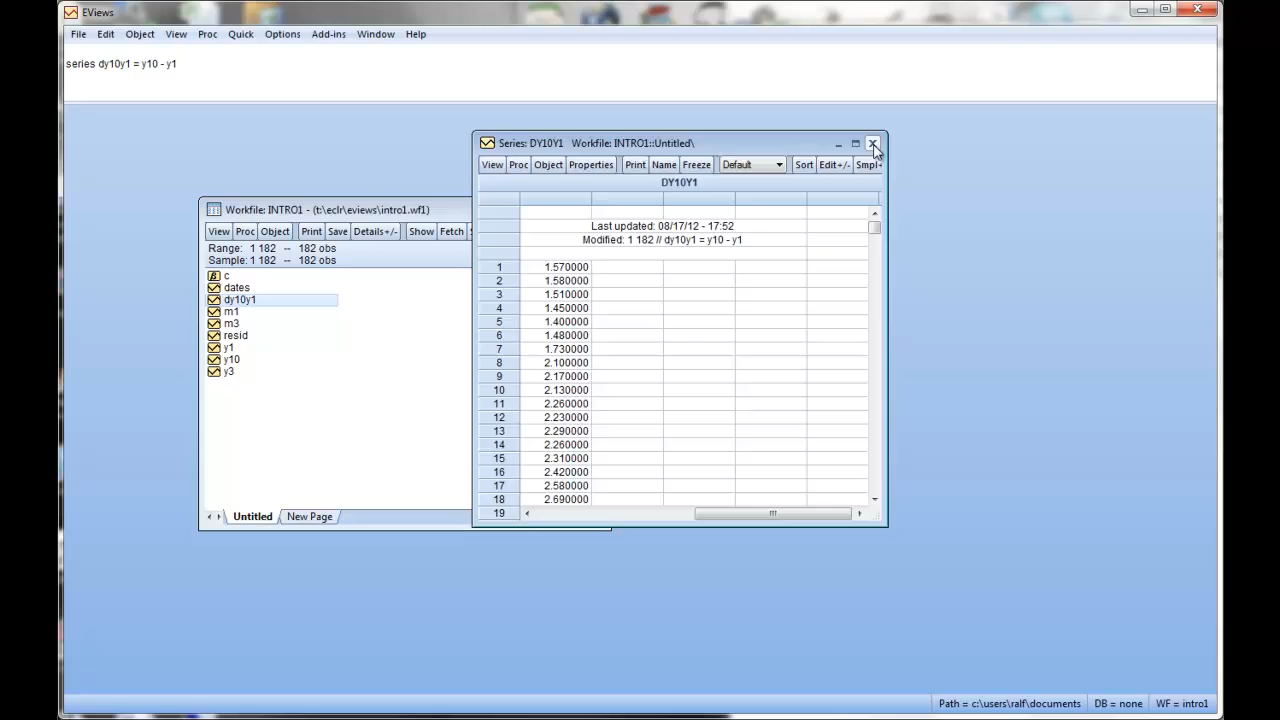 EViews
File Edit Object View Proc Quick Options Add-ins Window Help
series dy10y1 = y10 - y1
Series: DY10Y1 Workfile: INTRO1::Untitled\
View Proc Object Properties Print Name Freeze Default Sort Edit+/- Smpl+
DY10Y1
Last updated: 08/17/12 - 17:52
Modified: 1 182 // dy10y1 = y10 - y1
1 1.570000
2 1.580000
3 1.510000
4 1.450000
5 1.400000
6 1.480000
7 1.730000
8 2.100000
9 2.170000
10 2.130000
11 2.260000
12 2.230000
13 2.290000
14 2.260000
15 2.310000
16 2.420000
17 2.580000
18 2.690000
19
Workfile: INTRO1 - (t:\eclr\eviews\intro1.wf1)
View Proc Object Print Save Details+/- Show Fetch
Range: 1 182 -- 182 obs
Sample: 1 182 -- 182 obs
c
dates
dy10y1
m1
m3
resid
y1
y10
y3
Untitled New Page
Path = c:\users\ralf\documents DB = none WF = intro1